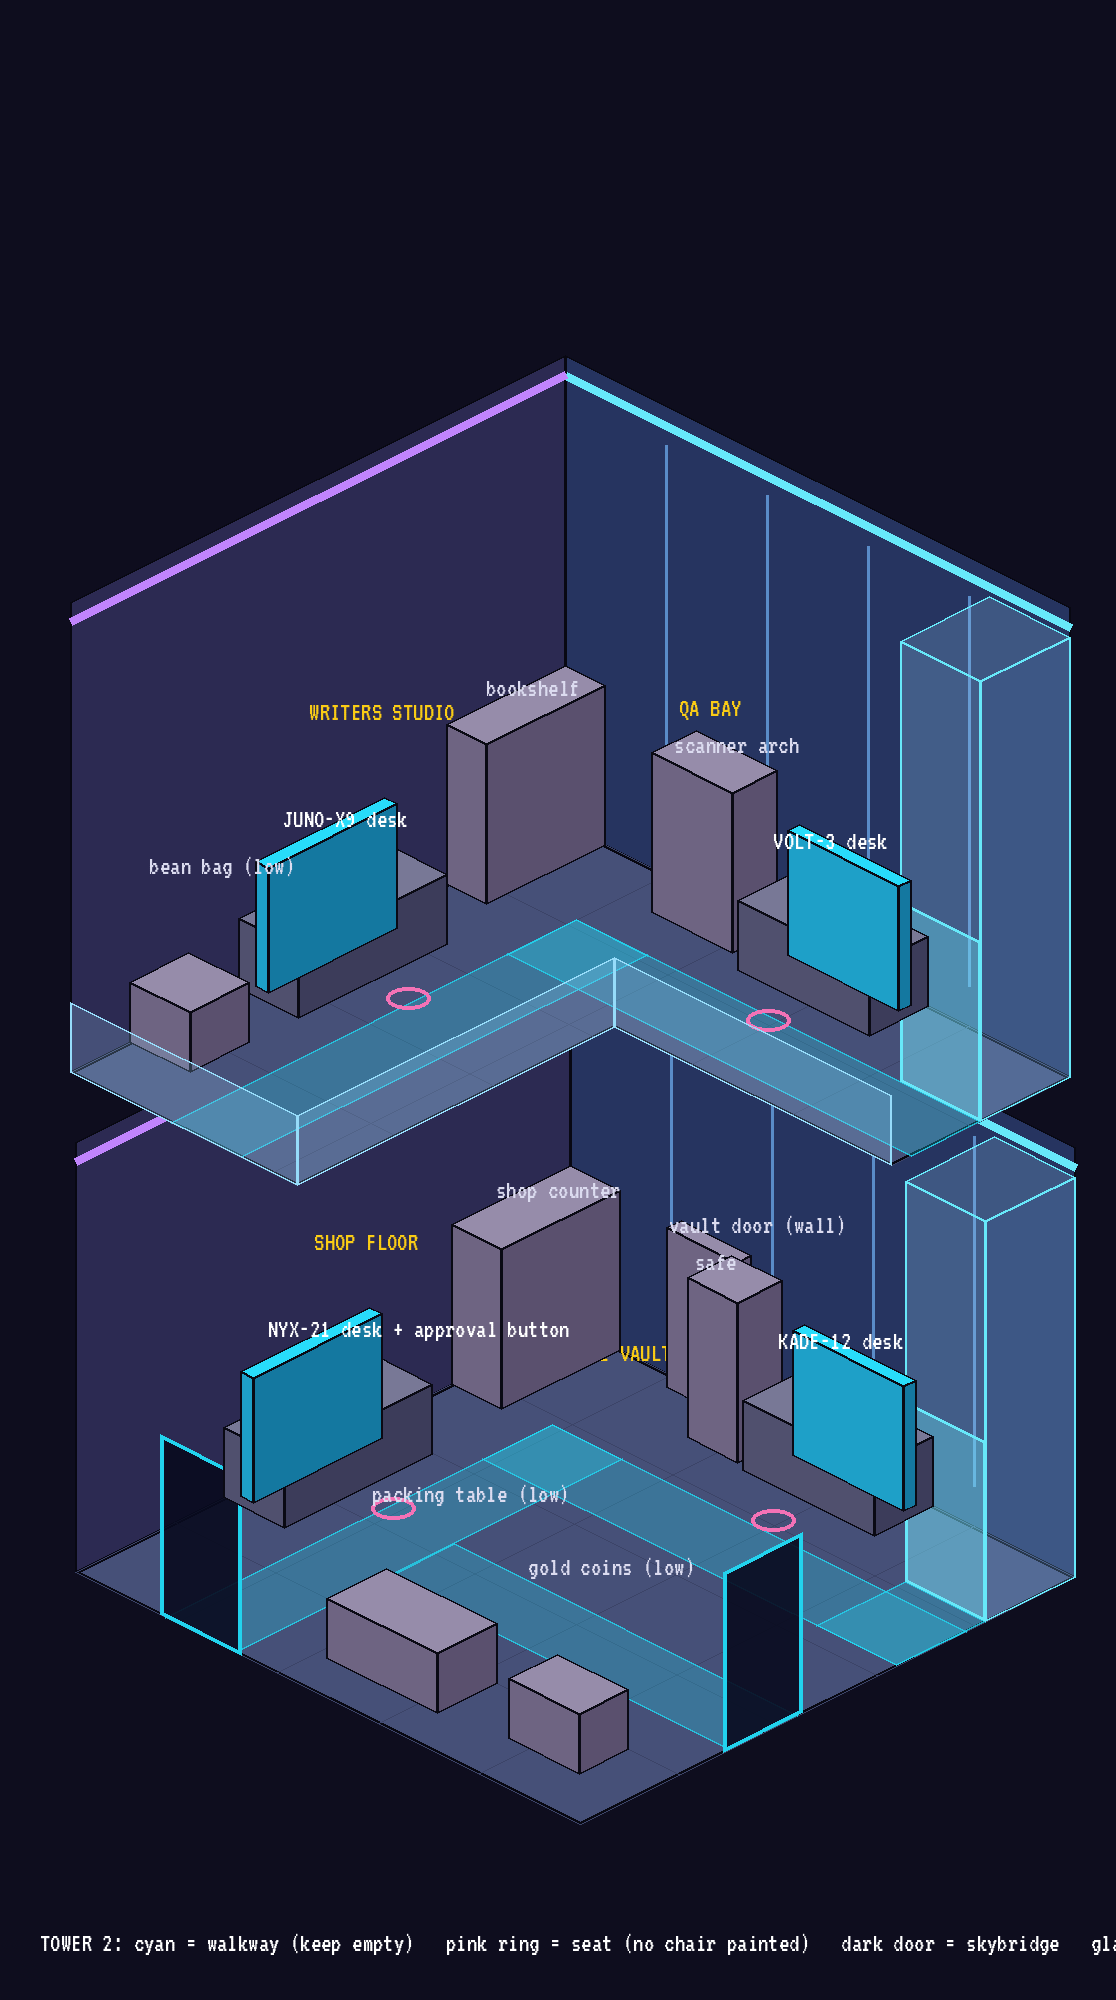 bookshelf
WRITERS STUDIO
QA BAY
scanner arch
JUNO-X9 desk
VOLT-3 desk
bean bag (low)
shop counter
vault door (wall)
SHOP FLOOR
safe
NYX-21 desk + approval button
KADE-12 desk
VAULT
packing table (low)
gold coins (low)
TOWER 2: cyan = walkway (keep empty) pink ring = seat (no chair painted) dark door = skybridge